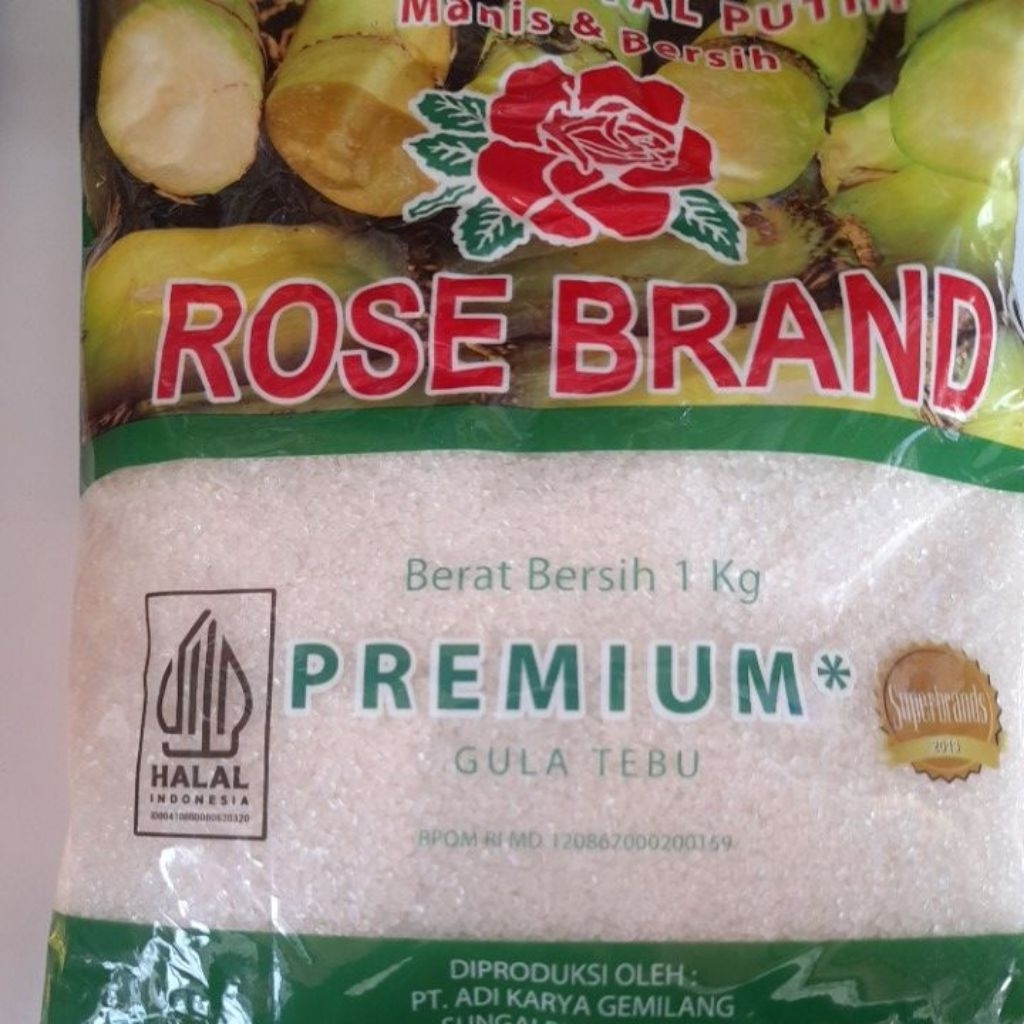 PUTIH
Manis & Bersih
ROSE BRAND
Berat Bersih 1 Kg
PREMIUM*
GULA TEBU
Superbrands
HALAL
INDONESIA
BPOM RI MD 120867000200159
DIPRODUKSI OLEH :
PT. ADI KARYA GEMILANG